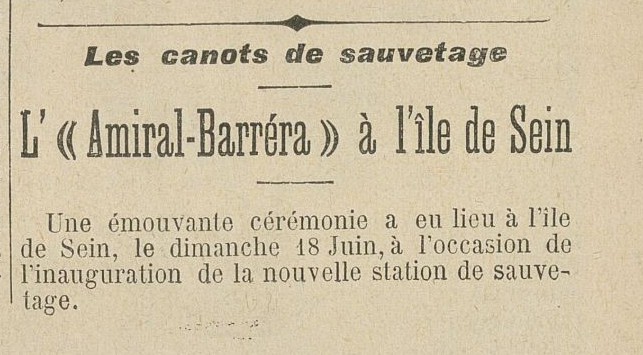 Les canots de sauvetage
L' « Amiral-Barréra » à l'île de Sein
Une émouvante cérémonie a eu lieu à l'île
de Sein, le dimanche 18 Juin, à l'occasion de
l'inauguration de la nouvelle station de sauve-
tage.